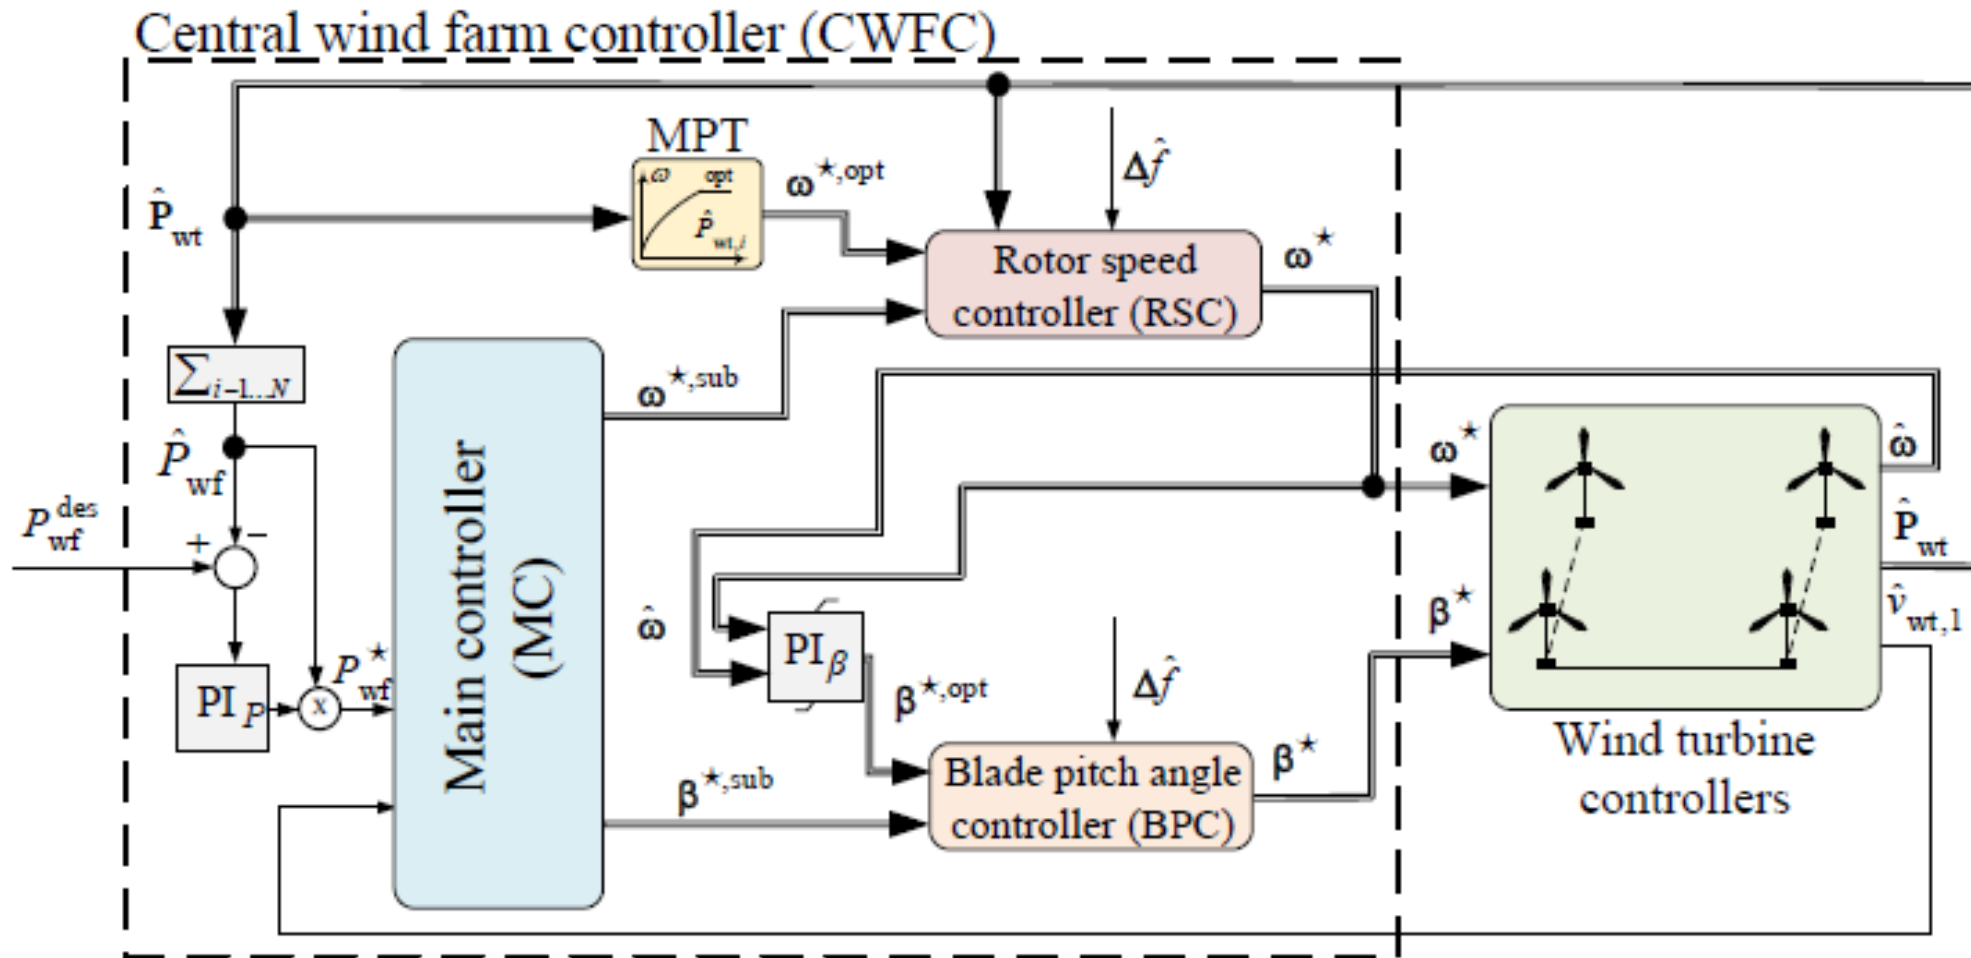 Central wind farm controller (CWFC)
MPT
ω
opt
P̂wt,i
ω*,opt
Δf̂
P̂wt
Rotor speed
controller (RSC)
ω*
∑i−1...N
ω*,sub
P̂wf
Pwfdes
+
−
Main controller
(MC)
ω*
ω̂
P̂wt
v̂wt,1
β*
ω̂
PIβ
PIP
x
P*wf
β*,opt
Δf̂
Blade pitch angle
controller (BPC)
β*
β*,sub
Wind turbine
controllers